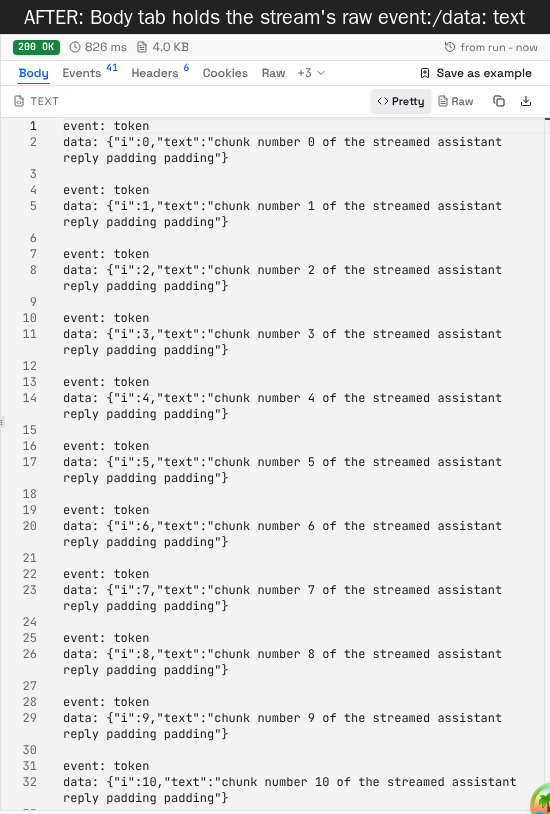 AFTER: Body tab holds the stream's raw event:/data: text
200 OK 826 ms 4.0 KB from run - now
Body Events 41 Headers 6 Cookies Raw +3 Save as example
TEXT Pretty Raw
1 event: token
2 data: {"i":0,"text":"chunk number 0 of the streamed assistant
reply padding padding"}
3
4 event: token
5 data: {"i":1,"text":"chunk number 1 of the streamed assistant
reply padding padding"}
6
7 event: token
8 data: {"i":2,"text":"chunk number 2 of the streamed assistant
reply padding padding"}
9
10 event: token
11 data: {"i":3,"text":"chunk number 3 of the streamed assistant
reply padding padding"}
12
13 event: token
14 data: {"i":4,"text":"chunk number 4 of the streamed assistant
reply padding padding"}
15
16 event: token
17 data: {"i":5,"text":"chunk number 5 of the streamed assistant
reply padding padding"}
18
19 event: token
20 data: {"i":6,"text":"chunk number 6 of the streamed assistant
reply padding padding"}
21
22 event: token
23 data: {"i":7,"text":"chunk number 7 of the streamed assistant
reply padding padding"}
24
25 event: token
26 data: {"i":8,"text":"chunk number 8 of the streamed assistant
reply padding padding"}
27
28 event: token
29 data: {"i":9,"text":"chunk number 9 of the streamed assistant
reply padding padding"}
30
31 event: token
32 data: {"i":10,"text":"chunk number 10 of the streamed assistant
reply padding padding"}